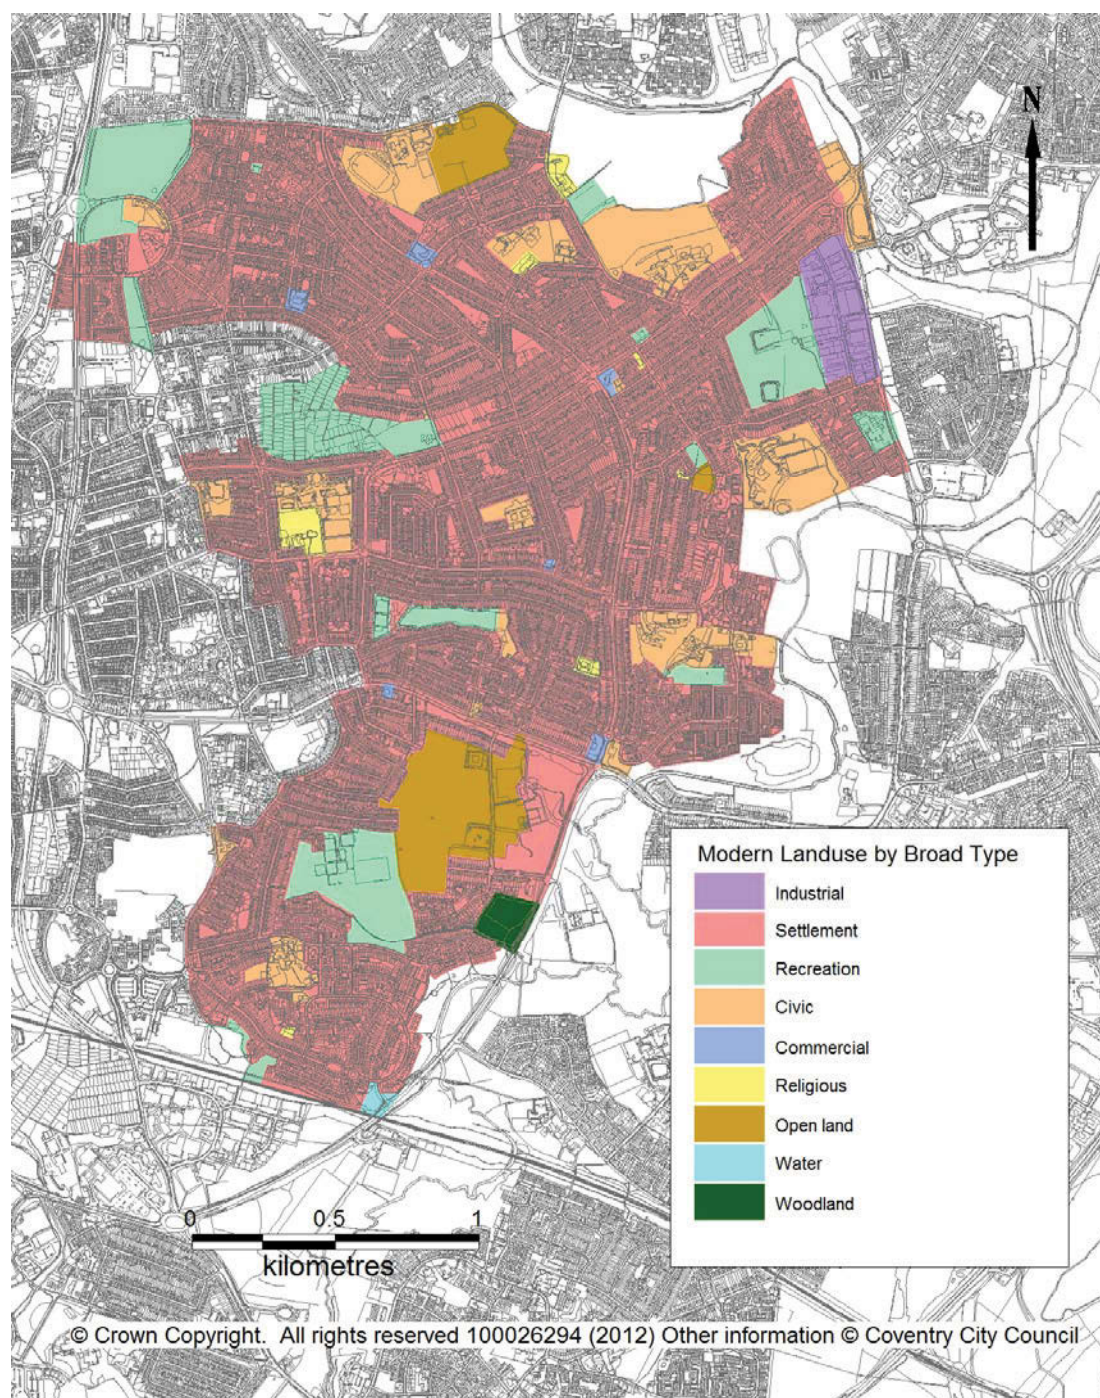 N
Modern Landuse by Broad Type
Industrial
Settlement
Recreation
Civic
Commercial
Religious
Open land
Water
Woodland
0 0.5 1
kilometres
© Crown Copyright. All rights reserved 100026294 (2012) Other information © Coventry City Council